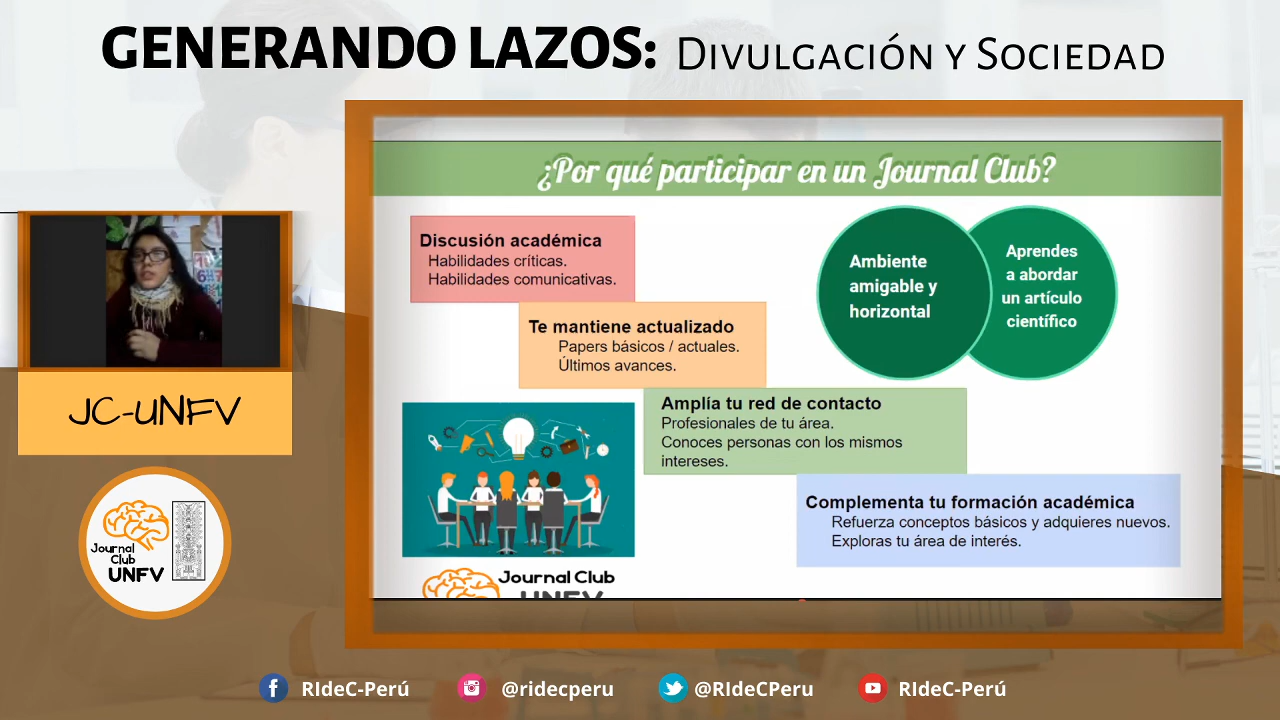 GENERANDO LAZOS: Divulgación y Sociedad
¿Por qué participar en un Journal Club?
Discusión académica
Habilidades críticas.
Habilidades comunicativas.
Te mantiene actualizado
Papers básicos / actuales.
Últimos avances.
Amplía tu red de contacto
Profesionales de tu área.
Conoces personas con los mismos
intereses.
Complementa tu formación académica
Refuerza conceptos básicos y adquieres nuevos.
Exploras tu área de interés.
Ambiente
amigable y
horizontal
Aprendes
a abordar
un artículo
científico
Journal Club
UNFV
JC-UNFV
Journal
Club
UNFV
RIdeC-Perú
@ridecperu
@RIdeCPeru
RIdeC-Perú